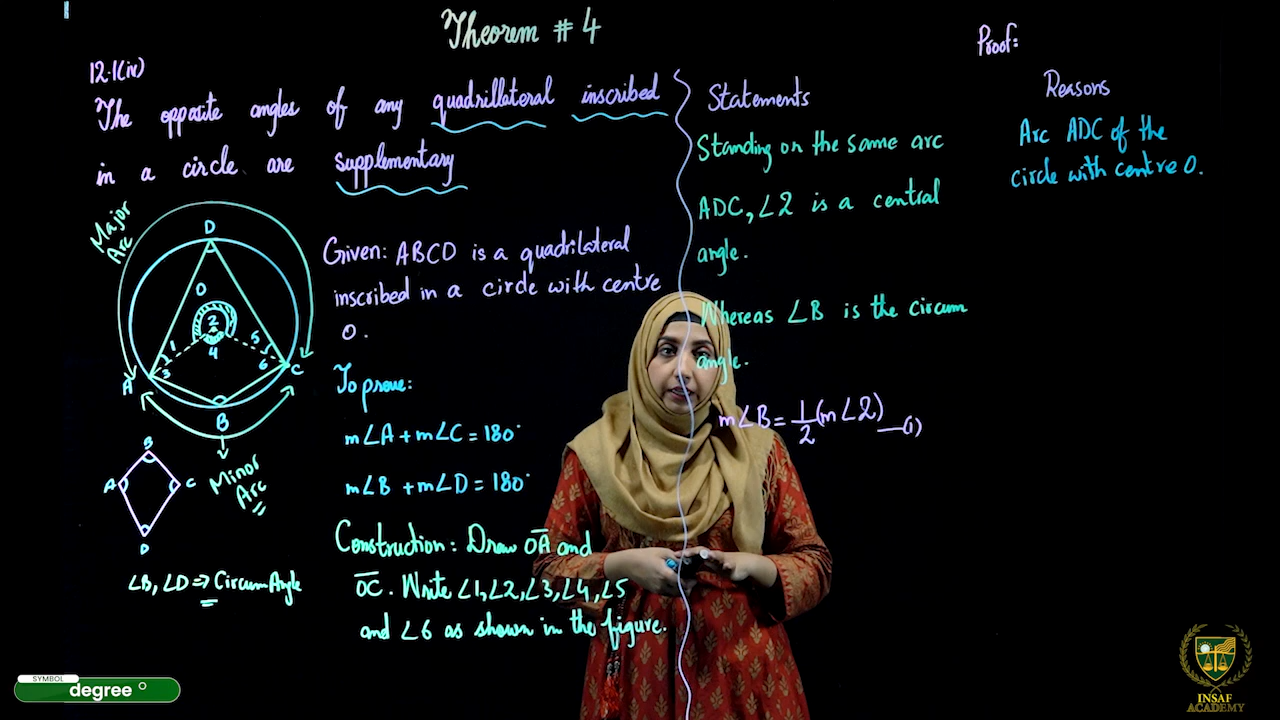 Theorem # 4
12.1(iv)
The opposite angles of any quadrillateral inscribed
in a circle are supplementary
Major
Arc
D
O
2
1
5
3
4
6
A
C
B
Minor
Arc
B
A
C
D
∠B, ∠D ⇒ Circum Angle
Given: ABCD is a quadrilateral
inscribed in a circle with centre
O.
To prove:
m∠A + m∠C = 180°
m∠B + m∠D = 180°
Construction: Draw O̅A̅ and
O̅C̅. Write ∠1, ∠2, ∠3, ∠4, ∠5
and ∠6 as shown in the figure.
Proof:
Statements
Standing on the same arc
ADC, ∠2 is a central
angle.
Whereas ∠B is the circum
angle.
m∠B = 1/2 (m∠2) —(1)
Reasons
Arc ADC of the
circle with centre O.
SYMBOL
degree °
INSAF
ACADEMY